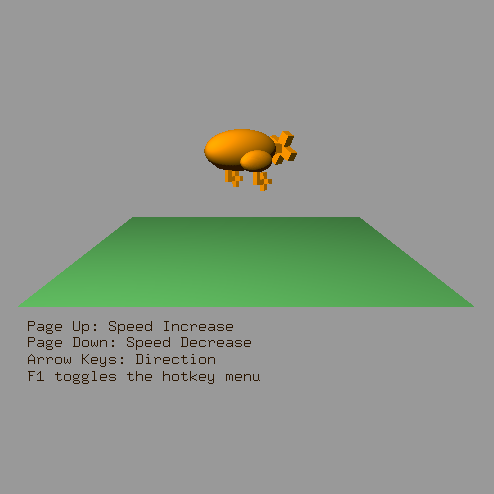 Page Up: Speed Increase
Page Down: Speed Decrease
Arrow Keys: Direction
F1 toggles the hotkey menu